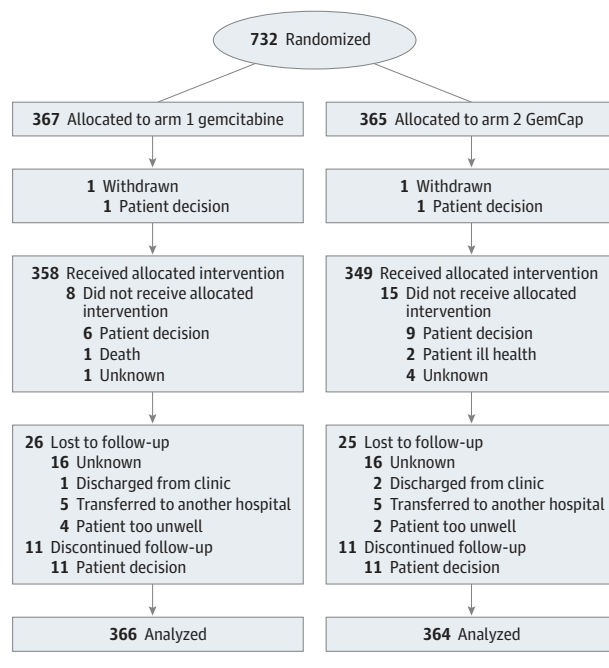 732 Randomized
367 Allocated to arm 1 gemcitabine
365 Allocated to arm 2 GemCap
1 Withdrawn
1 Patient decision
1 Withdrawn
1 Patient decision
358 Received allocated intervention
8 Did not receive allocated
intervention
6 Patient decision
1 Death
1 Unknown
349 Received allocated intervention
15 Did not receive allocated
intervention
9 Patient decision
2 Patient ill health
4 Unknown
26 Lost to follow-up
16 Unknown
1 Discharged from clinic
5 Transferred to another hospital
4 Patient too unwell
11 Discontinued follow-up
11 Patient decision
25 Lost to follow-up
16 Unknown
2 Discharged from clinic
5 Transferred to another hospital
2 Patient too unwell
11 Discontinued follow-up
11 Patient decision
366 Analyzed
364 Analyzed